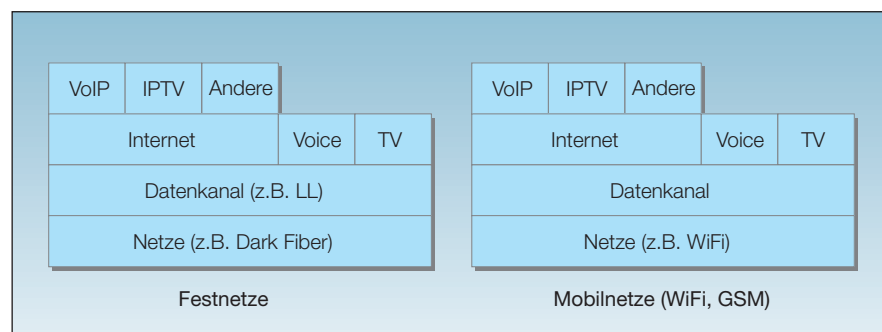 VoIP IPTV Andere
Internet Voice TV
Datenkanal (z.B. LL)
Netze (z.B. Dark Fiber)
Festnetze
VoIP IPTV Andere
Internet Voice TV
Datenkanal
Netze (z.B. WiFi)
Mobilnetze (WiFi, GSM)